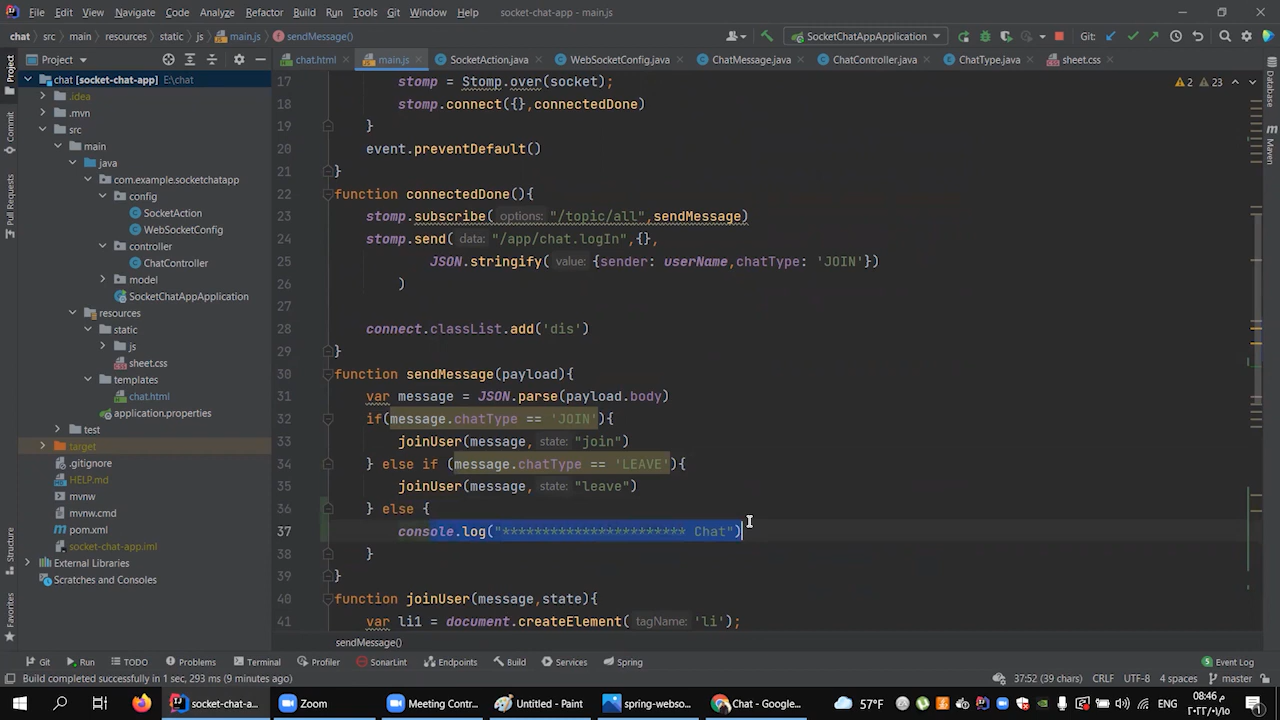 File Edit View Navigate Code Analyze Refactor Build Run Tools Git Window Help socket-chat-app - main.js
chat src main resources static js main.js sendMessage() SocketChatAppApplication Git:
Project chat.html main.js SocketAction.java WebSocketConfig.java ChatMessage.java ChatController.java ChatType.java sheet.css
Project
Commit
Pull Requests
Structure
Favorites
Database
Maven
chat [socket-chat-app] E:\chat
.idea
.mvn
src
main
java
com.example.socketchatapp
config
SocketAction
WebSocketConfig
controller
ChatController
model
SocketChatAppApplication
resources
static
js
sheet.css
templates
chat.html
application.properties
test
target
.gitignore
HELP.md
mvnw
mvnw.cmd
pom.xml
socket-chat-app.iml
External Libraries
Scratches and Consoles
2 23
17 stomp = Stomp.over(socket);
18 stomp.connect({},connectedDone)
19 }
20 event.preventDefault()
21 }
22 function connectedDone(){
23 stomp.subscribe( options: "/topic/all",sendMessage)
24 stomp.send( data: "/app/chat.logIn",{},
25 JSON.stringify( value: {sender: userName,chatType: 'JOIN'})
26 )
27
28 connect.classList.add('dis')
29 }
30 function sendMessage(payload){
31 var message = JSON.parse(payload.body)
32 if(message.chatType == 'JOIN'){
33 joinUser(message, state: "join")
34 } else if (message.chatType == 'LEAVE'){
35 joinUser(message, state: "leave")
36 } else {
37 console.log("*********************** Chat")
38 }
39 }
40 function joinUser(message,state){
41 var li1 = document.createElement( tagName: 'li');
sendMessage()
Git Run TODO Problems Terminal Profiler SonarLint Endpoints Build Services Spring Event Log
Build completed successfully in 1 sec, 293 ms (9 minutes ago) 37:52 (39 chars) CRLF UTF-8 4 spaces master
socket-chat-a... Zoom Meeting Contr... Untitled - Paint spring-webso... Chat - Google... 57°F ENG 08:46 م